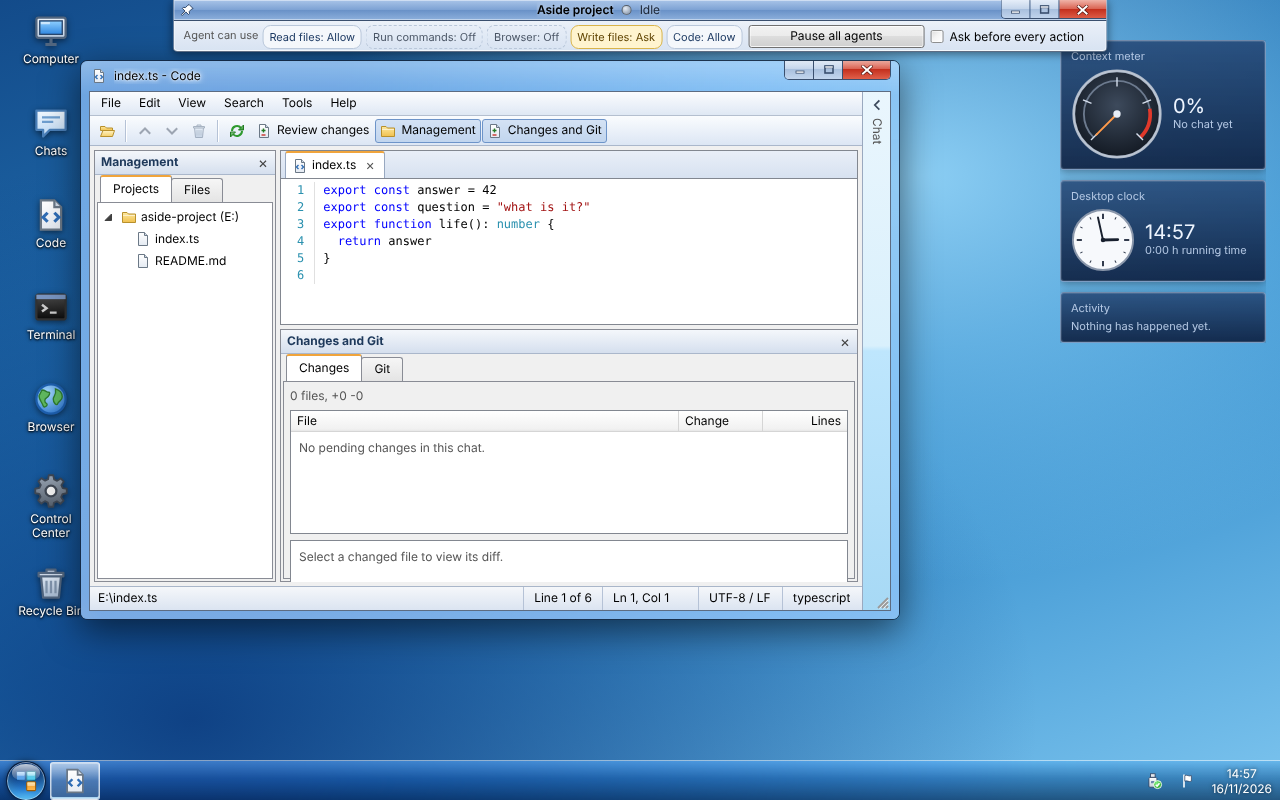 Aside project Idle
Agent can use Read files: Allow Run commands: Off Browser: Off Write files: Ask Code: Allow Pause all agents Ask before every action
Computer
Chats
Code
Terminal
Browser
Control
Center
Recycle Bin
index.ts - Code
File Edit View Search Tools Help
Review changes Management Changes and Git
Chat
Management
Projects Files
aside-project (E:)
index.ts
README.md
index.ts
1 export const answer = 42
2 export const question = "what is it?"
3 export function life(): number {
4 return answer
5 }
6
Changes and Git
Changes Git
0 files, +0 -0
File Change Lines
No pending changes in this chat.
Select a changed file to view its diff.
E:\index.ts Line 1 of 6 Ln 1, Col 1 UTF-8 / LF typescript
Context meter
0%
No chat yet
Desktop clock
14:57
0:00 h running time
Activity
Nothing has happened yet.
14:57
16/11/2026